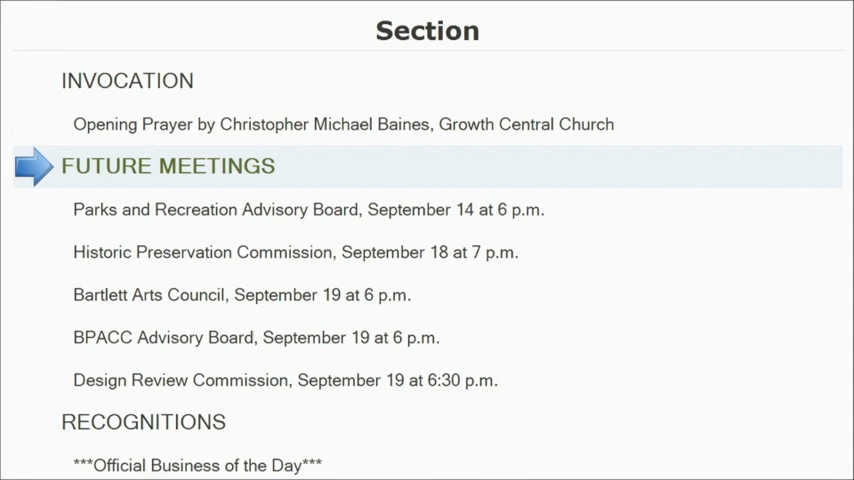 Section
INVOCATION
Opening Prayer by Christopher Michael Baines, Growth Central Church
FUTURE MEETINGS
Parks and Recreation Advisory Board, September 14 at 6 p.m.
Historic Preservation Commission, September 18 at 7 p.m.
Bartlett Arts Council, September 19 at 6 p.m.
BPACC Advisory Board, September 19 at 6 p.m.
Design Review Commission, September 19 at 6:30 p.m.
RECOGNITIONS
***Official Business of the Day***